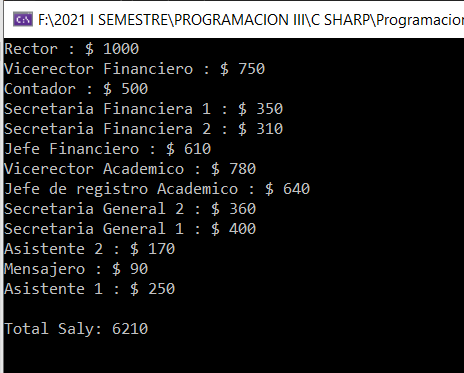 F:\2021 I SEMESTRE\PROGRAMACION III\C SHARP\Programacion
Rector : $ 1000
Vicerector Financiero : $ 750
Contador : $ 500
Secretaria Financiera 1 : $ 350
Secretaria Financiera 2 : $ 310
Jefe Financiero : $ 610
Vicerector Academico : $ 780
Jefe de registro Academico : $ 640
Secretaria General 2 : $ 360
Secretaria General 1 : $ 400
Asistente 2 : $ 170
Mensajero : $ 90
Asistente 1 : $ 250
Total Saly: 6210